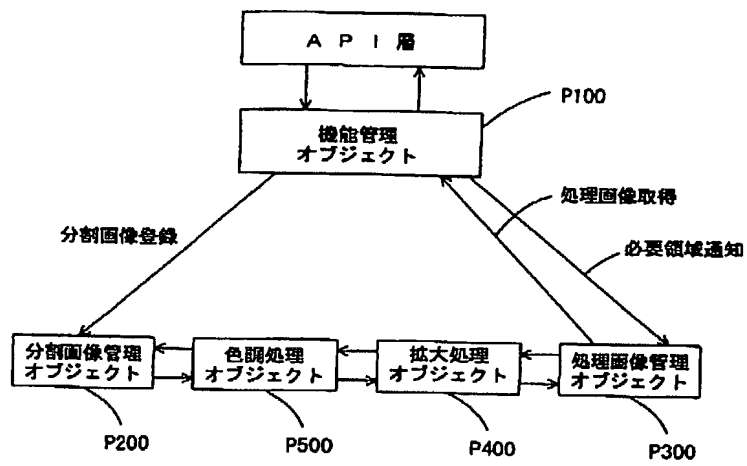 API層
P100
機能管理
オブジェクト
処理画像取得
分割画像登録
必要領域通知
分割画像管理
オブジェクト
色調処理
オブジェクト
拡大処理
オブジェクト
処理画像管理
オブジェクト
P200
P500
P400
P300